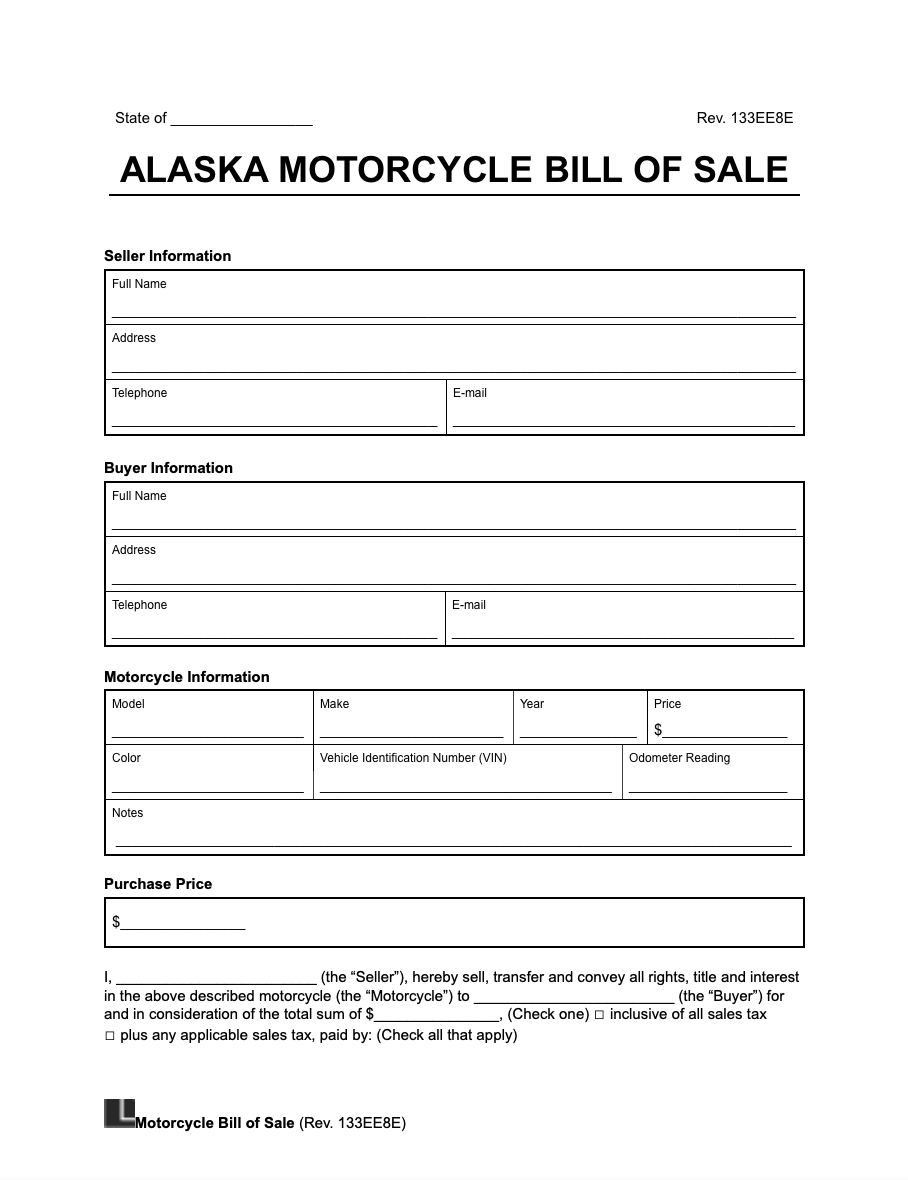 State of _________________ Rev. 133EE8E
ALASKA MOTORCYCLE BILL OF SALE
Seller Information
Full Name
Address
Telephone E-mail
Buyer Information
Full Name
Address
Telephone E-mail
Motorcycle Information
Model Make Year Price
$_______________
Color Vehicle Identification Number (VIN) Odometer Reading
Notes
Purchase Price
$_______________
I, ________________________ (the “Seller”), hereby sell, transfer and convey all rights, title and interest
in the above described motorcycle (the “Motorcycle”) to ________________________ (the “Buyer”) for
and in consideration of the total sum of $_______________, (Check one) ☐ inclusive of all sales tax
☐ plus any applicable sales tax, paid by: (Check all that apply)
Motorcycle Bill of Sale (Rev. 133EE8E)